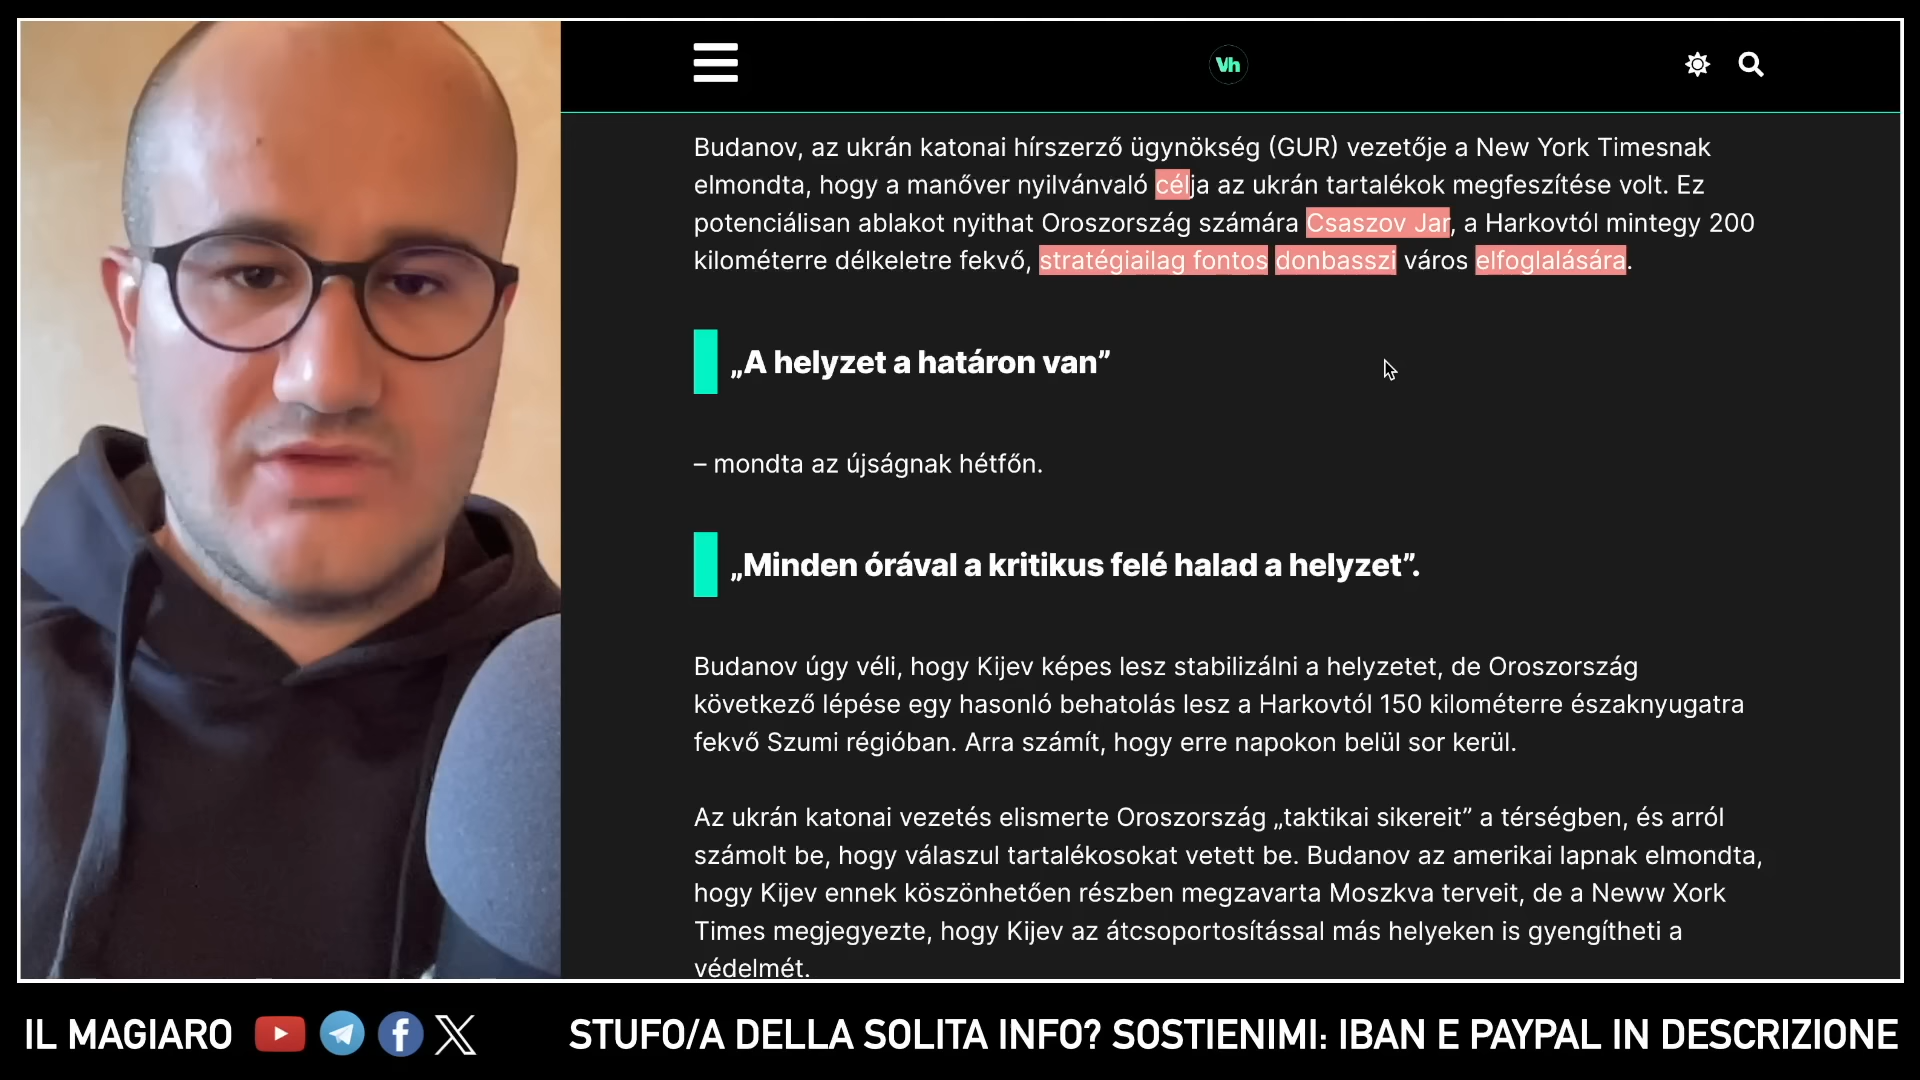 Vh
Budanov, az ukrán katonai hírszerző ügynökség (GUR) vezetője a New York Timesnak
elmondta, hogy a manőver nyilvánvaló célja az ukrán tartalékok megfeszítése volt. Ez
potenciálisan ablakot nyithat Oroszország számára Csaszov Jar, a Harkovtól mintegy 200
kilométerre délkeletre fekvő, stratégiailag fontos donbasszi város elfoglalására.
„A helyzet a határon van”
– mondta az újságnak hétfőn.
„Minden órával a kritikus felé halad a helyzet”.
Budanov úgy véli, hogy Kijev képes lesz stabilizálni a helyzetet, de Oroszország
következő lépése egy hasonló behatolás lesz a Harkovtól 150 kilométerre északnyugatra
fekvő Szumi régióban. Arra számít, hogy erre napokon belül sor kerül.
Az ukrán katonai vezetés elismerte Oroszország „taktikai sikereit” a térségben, és arról
számolt be, hogy válaszul tartalékosokat vetett be. Budanov az amerikai lapnak elmondta,
hogy Kijev ennek köszönhetően részben megzavarta Moszkva terveit, de a Neww Xork
Times megjegyezte, hogy Kijev az átcsoportosítással más helyeken is gyengítheti a
védelmét.
IL MAGIARO
STUFO/A DELLA SOLITA INFO? SOSTIENIMI: IBAN E PAYPAL IN DESCRIZIONE